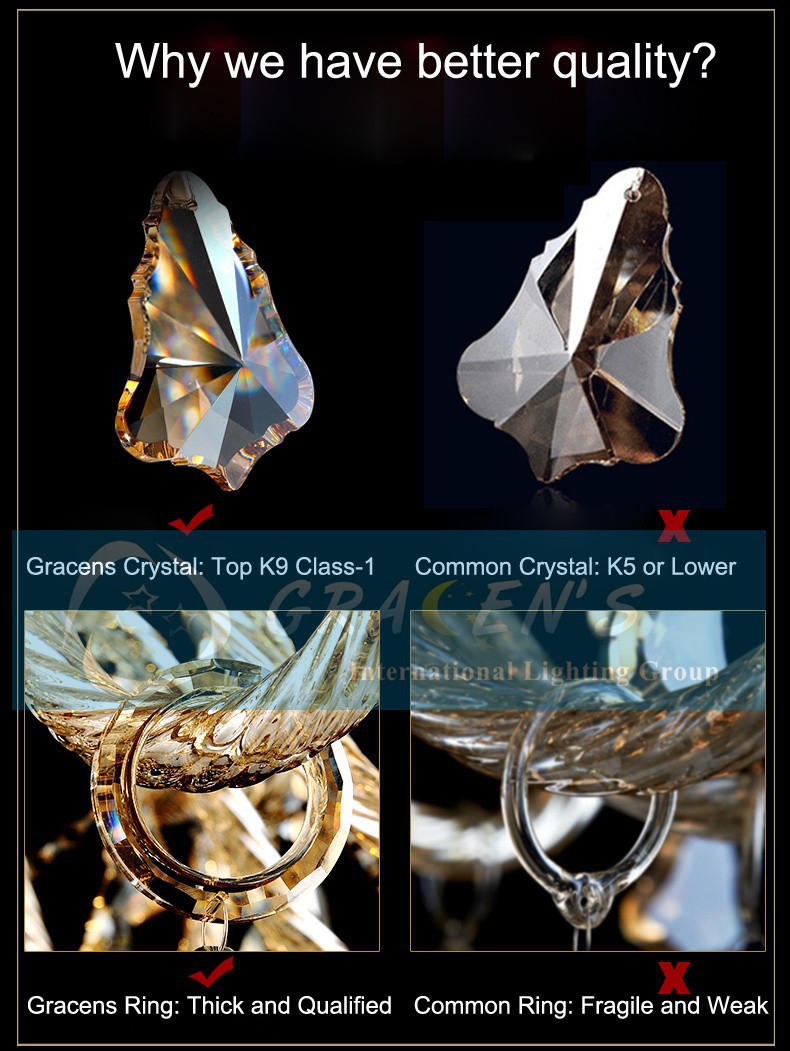 Why we have better quality?
Gracens Crystal: Top K9 Class-1
Common Crystal: K5 or Lower
GRACEN'S
International Lighting Group
Gracens Ring: Thick and Qualified
Common Ring: Fragile and Weak